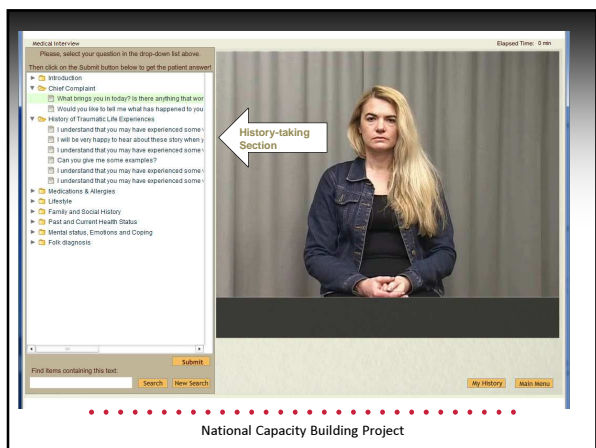 Medical Interview
Elapsed Time: 0 min
Please, select your question in the drop-down list above.
Then click on the Submit button below to get the patient answer!
Introduction
Chief Complaint
What brings you in today? Is there anything that wor
Would you like to tell me what has happened to you
History of Traumatic Life Experiences
I understand that you may have experienced some v
I will be very happy to hear about these story when y
I understand that you may have experienced some v
Can you give me some examples?
I understand that you may have experienced some v
I understand that you may have experienced some v
Medications & Allergies
Lifestyle
Family and Social History
Past and Current Health Status
Mental status, Emotions and Coping
Folk diagnosis
History-taking
Section
Submit
Find items containing this text:
Search
New Search
My History
Main Menu
National Capacity Building Project